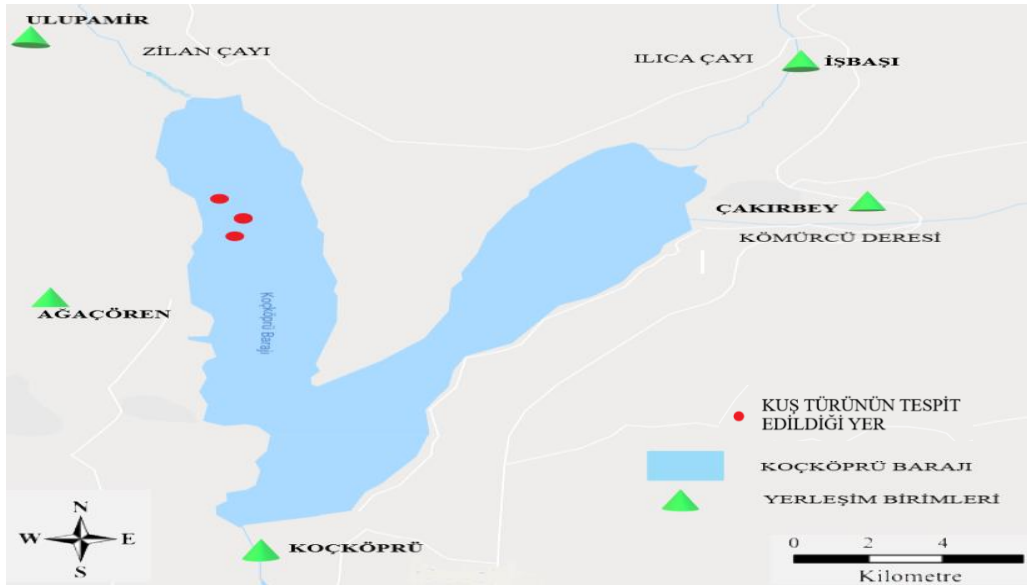 ULUPAMİR
ZİLAN ÇAYI
ILICA ÇAYI
İŞBAŞI
ÇAKIRBEY
KÖMÜRCÜ DERESİ
AĞAÇÖREN
Koçköprü Barajı
KUŞ TÜRÜNÜN TESPİT
EDİLDİĞİ YER
KOÇKÖPRÜ BARAJI
YERLEŞİM BİRİMLERİ
N
W E
S
KOÇKÖPRÜ
0 2 4
Kilometre